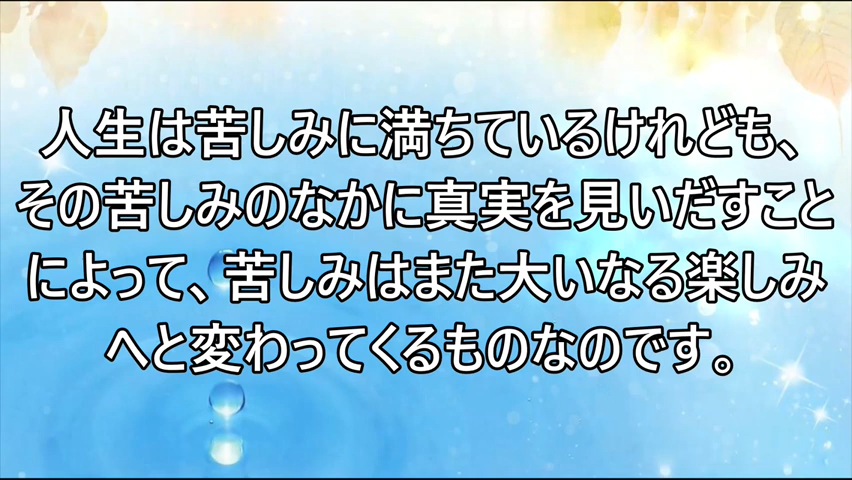 人生は苦しみに満ちているけれども、
その苦しみのなかに真実を見いだすこと
によって、苦しみはまた大いなる楽しみ
へと変わってくるものなのです。